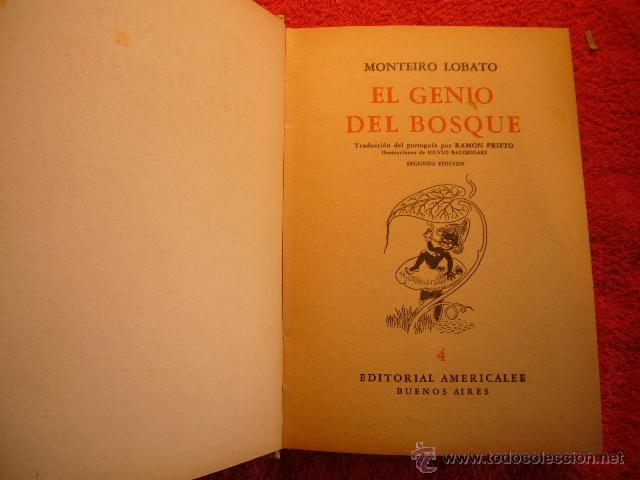 MONTEIRO LOBATO
EL GENIO
DEL BOSQUE
Traducción del portugués por RAMON PRIETO
Ilustraciones de SILVIO BALDESSARI
SEGUNDA EDICION
4
EDITORIAL AMERICALEE
BUENOS AIRES
© www.todocoleccion.net